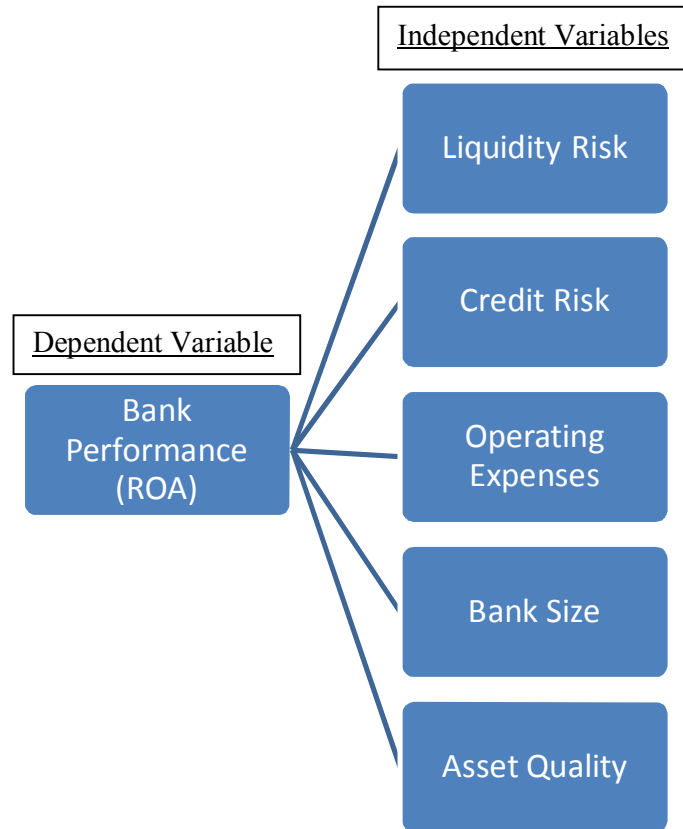 Independent Variables
Liquidity Risk
Credit Risk
Dependent Variable
Bank
Performance
(ROA)
Operating
Expenses
Bank Size
Asset Quality